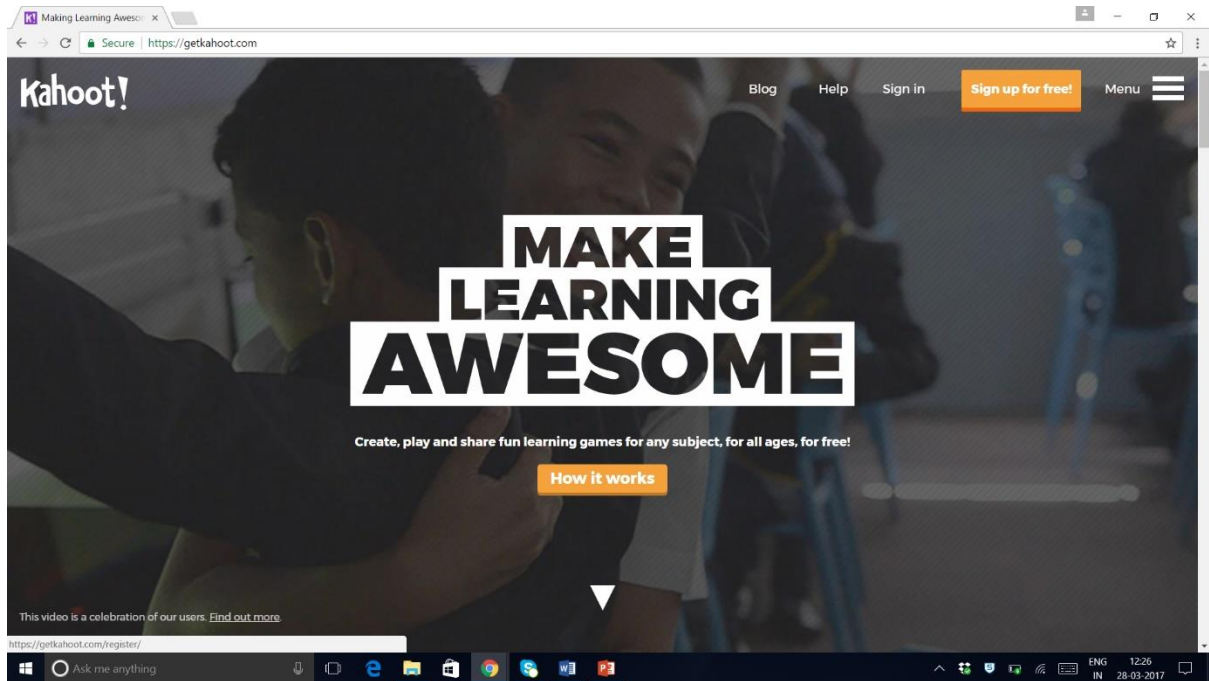 Making Learning Awesom
Secure | https://getkahoot.com
Kahoot!
Blog Help Sign in Sign up for free! Menu
MAKE
LEARNING
AWESOME
Create, play and share fun learning games for any subject, for all ages, for free!
How it works
This video is a celebration of our users. Find out more.
https://getkahoot.com/register/
Ask me anything
ENG 12:26
IN 28-03-2017